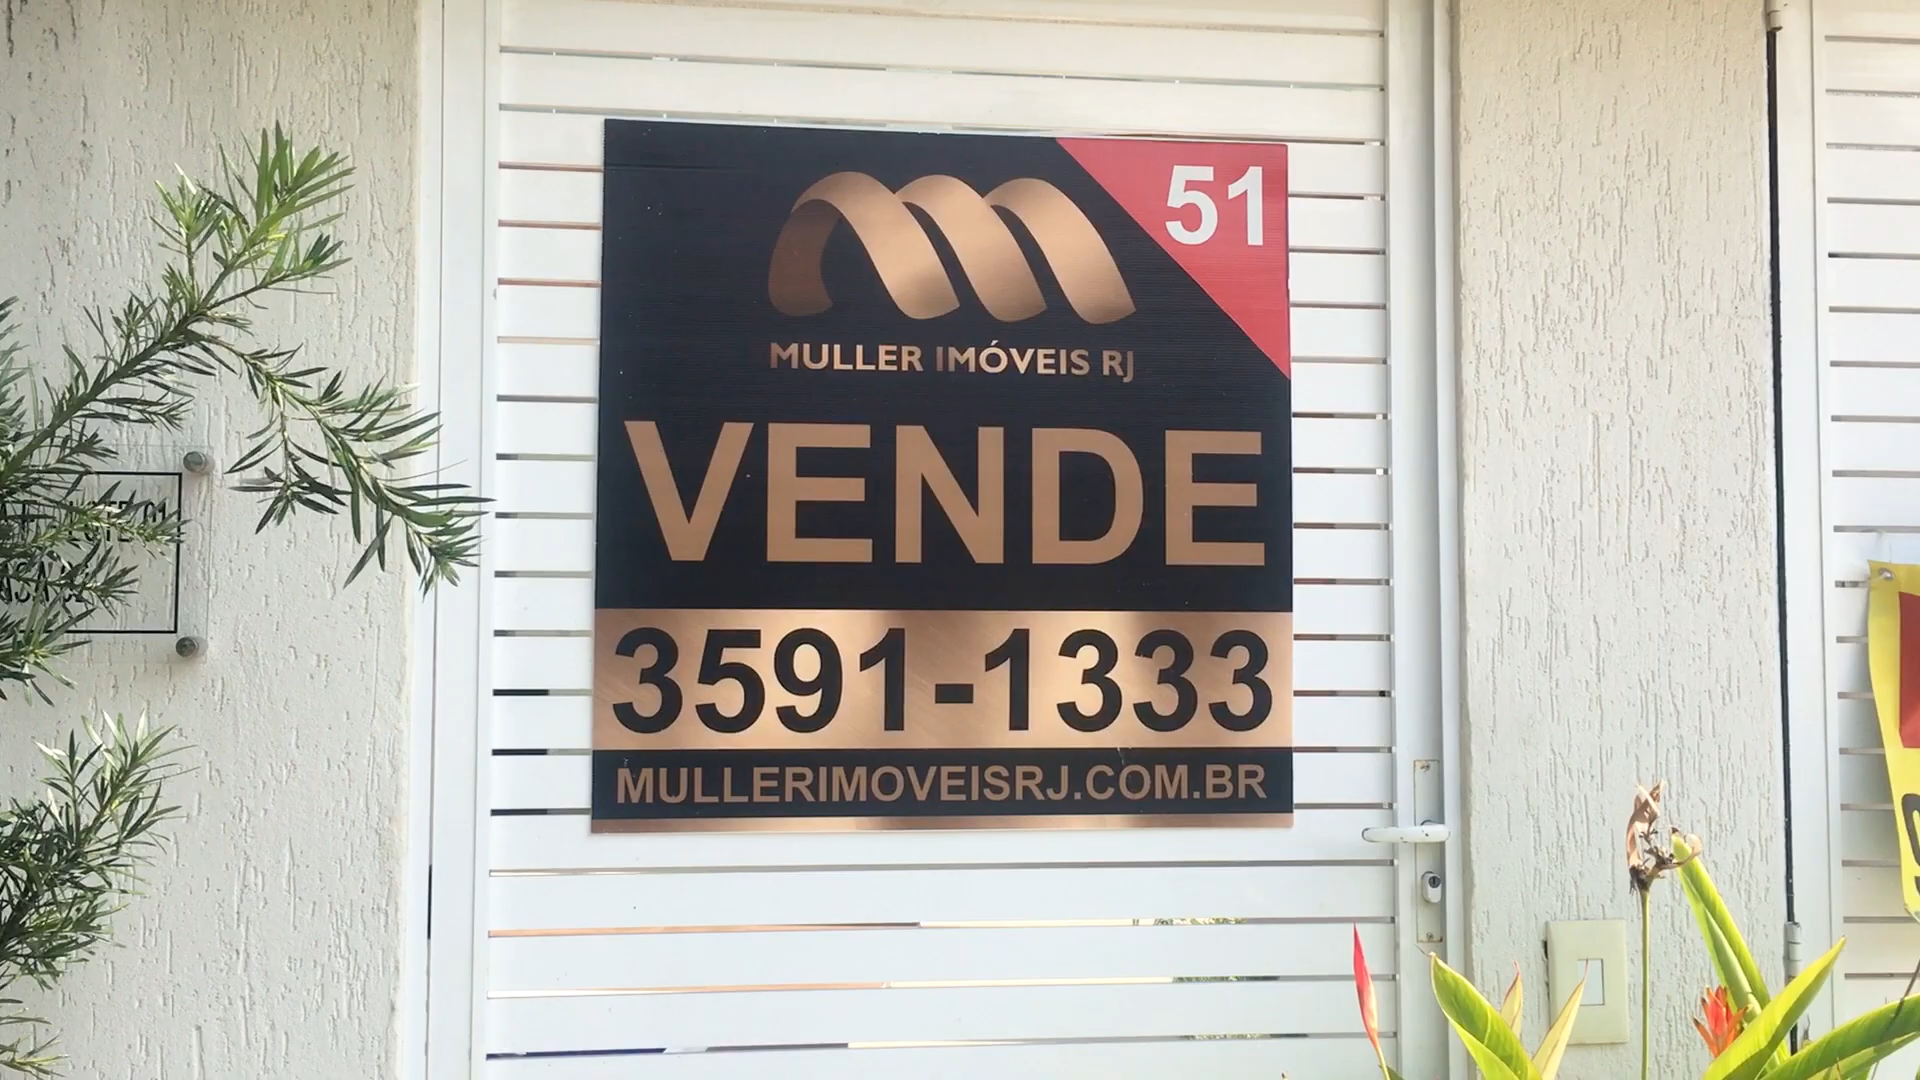 51
MULLER IMÓVEIS RJ
VENDE
3591-1333
MULLERIMOVEISRJ.COM.BR